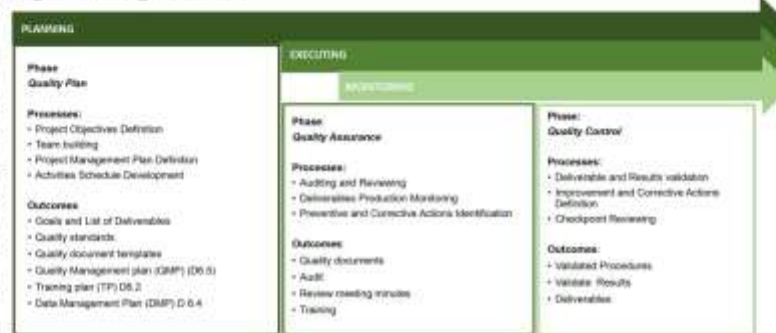 PLANNING
EXECUTING
MONITORING
Phase
Quality Plan
Processes:
• Project Objectives Definition
• Team building
• Project Management Plan Definition
• Activities Schedule Development
Outcomes
• Goals and List of Deliverables
• Quality standards.
• Quality document templates
• Quality Management plan (QMP) (D6.5)
• Training plan (TP) D6.2
• Data Management Plan (DMP) D 6.4
Phase:
Quality Assurance
Processes:
• Auditing and Reviewing
• Deliverables Production Monitoring
• Preventive and Corrective Actions Identification
Outcomes:
• Quality documents
• Audit
• Review meeting minutes
• Training
Phase:
Quality Control
Processes:
• Deliverable and Results validation
• Improvement and Corrective Actions
Definition
• Checkpoint Reviewing
Outcomes:
• Validated Procedures
• Validate Results
• Deliverables